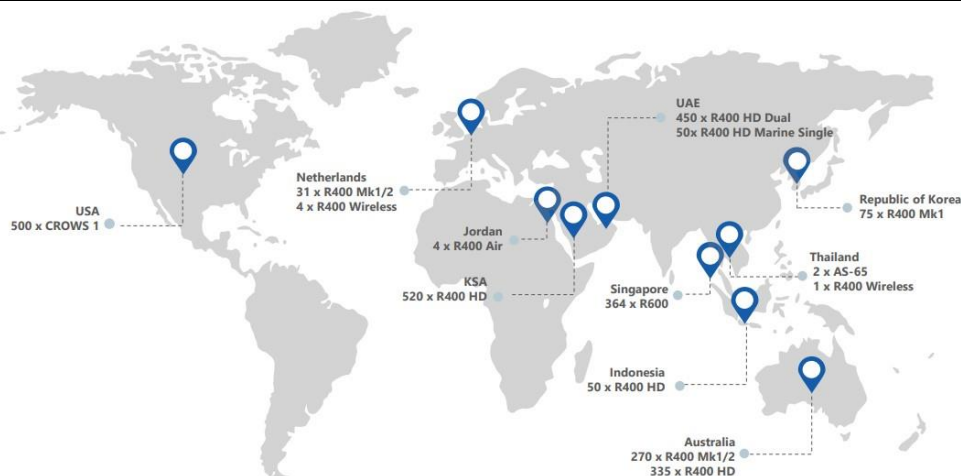 UAE
450 x R400 HD Dual
50x R400 HD Marine Single
Netherlands
31 x R400 Mk1/2
4 x R400 Wireless
USA
500 x CROWS 1
Republic of Korea
75 x R400 Mk1
Jordan
4 x R400 Air
Thailand
2 x AS-65
1 x R400 Wireless
KSA
520 x R400 HD
Singapore
364 x R600
Indonesia
50 x R400 HD
Australia
270 x R400 Mk1/2
335 x R400 HD